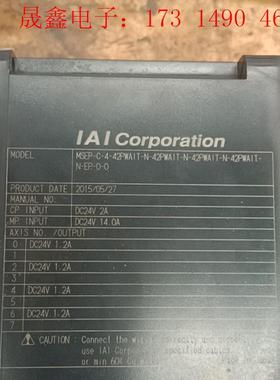 晟鑫电子：173 1490 46
IAI Corporation
MODEL MSEP-C-4-42PWAIT-N-42PWAIT-N-42PWAIT-N-42PWAIT-
N-EP-0-0
PRODUCT DATE 2015/05/27
MANUAL NO.
CP INPUT DC24V 2A
MP INPUT DC24V 14.0A
AXIS NO. /OUTPUT
0 DC24V 1.2A
1
2 DC24V 1.2A
3
4 DC24V 1.2A
5
6 DC24V 1.2A
7
CAUTION : Connect the
use IAI Corpor specified cables
or min 60